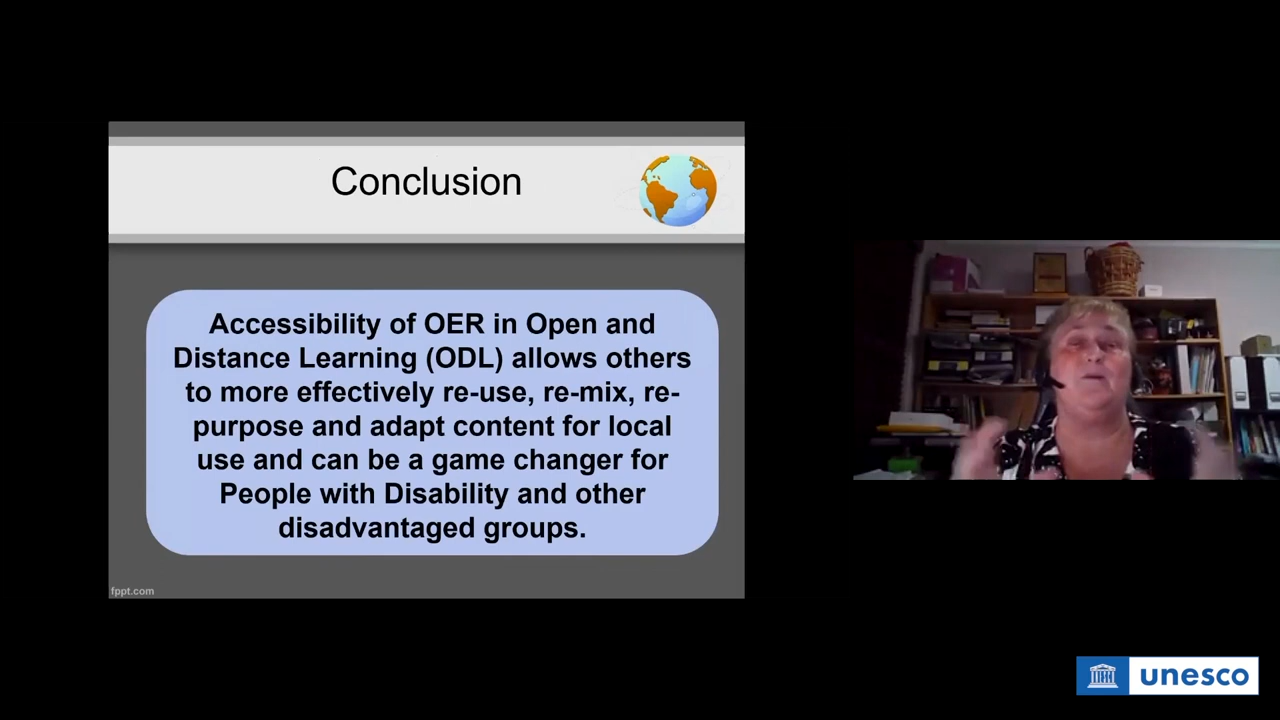 Conclusion
Accessibility of OER in Open and
Distance Learning (ODL) allows others
to more effectively re-use, re-mix, re-
purpose and adapt content for local
use and can be a game changer for
People with Disability and other
disadvantaged groups.
fppt.com
unesco